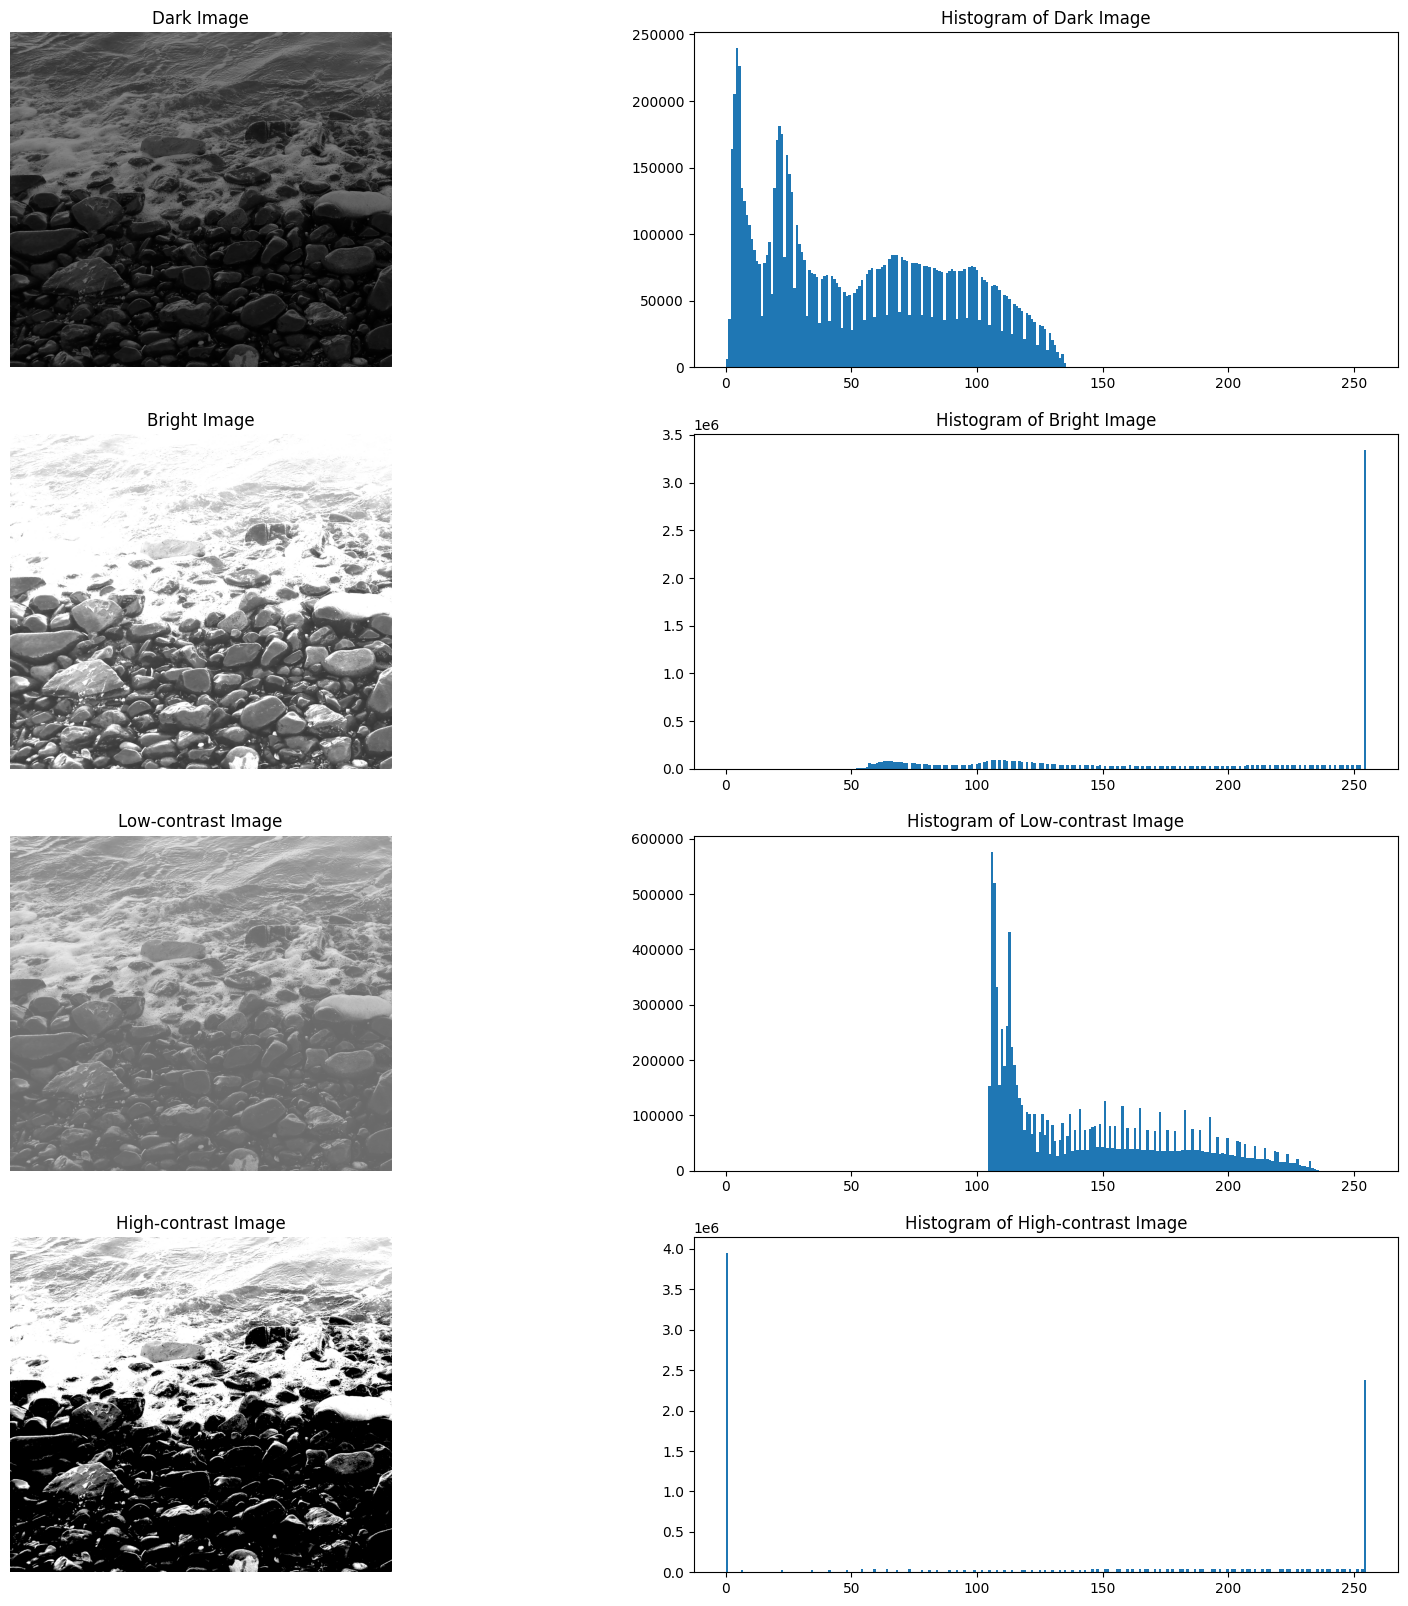 Dark Image
Histogram of Dark Image
250000
200000
150000
100000
50000
0
0 50 100 150 200 250
Bright Image
Histogram of Bright Image
1e6
3.5
3.0
2.5
2.0
1.5
1.0
0.5
0.0
0 50 100 150 200 250
Low-contrast Image
Histogram of Low-contrast Image
600000
500000
400000
300000
200000
100000
0
0 50 100 150 200 250
High-contrast Image
Histogram of High-contrast Image
1e6
4.0
3.5
3.0
2.5
2.0
1.5
1.0
0.5
0.0
0 50 100 150 200 250